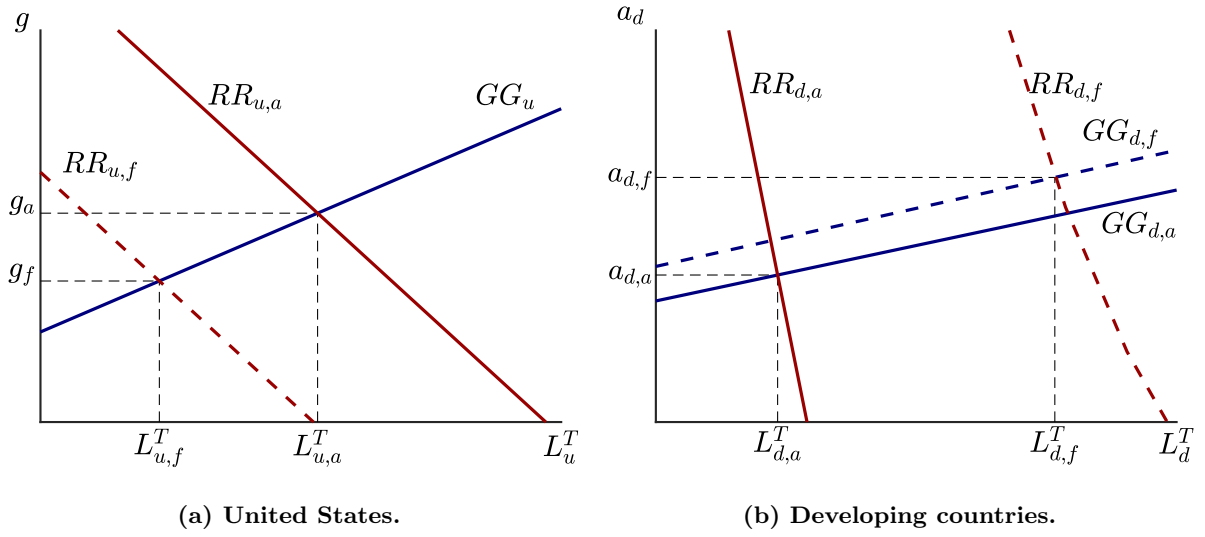 g
RR_{u,a}
GG_u
RR_{u,f}
g_a
g_f
L^T_{u,f}
L^T_{u,a}
L^T_u
(a) United States.
a_d
RR_{d,a}
RR_{d,f}
GG_{d,f}
a_{d,f}
GG_{d,a}
a_{d,a}
L^T_{d,a}
L^T_{d,f}
L^T_d
(b) Developing countries.